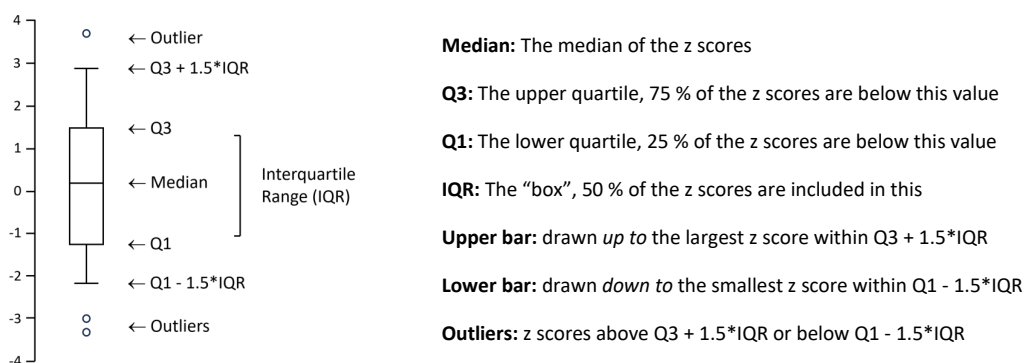 4
3
2
1
0
-1
-2
-3
-4
← Outlier
← Q3 + 1.5*IQR
← Q3
← Median
← Q1
← Q1 - 1.5*IQR
← Outliers
Interquartile
Range (IQR)
Median: The median of the z scores
Q3: The upper quartile, 75 % of the z scores are below this value
Q1: The lower quartile, 25 % of the z scores are below this value
IQR: The “box”, 50 % of the z scores are included in this
Upper bar: drawn up to the largest z score within Q3 + 1.5*IQR
Lower bar: drawn down to the smallest z score within Q1 - 1.5*IQR
Outliers: z scores above Q3 + 1.5*IQR or below Q1 - 1.5*IQR